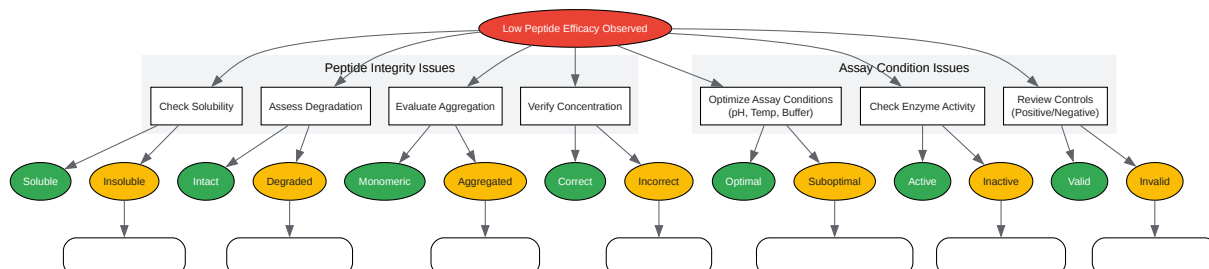 Low Peptide Efficacy Observed
Peptide Integrity Issues
Assay Condition Issues
Check Solubility
Assess Degradation
Evaluate Aggregation
Verify Concentration
Optimize Assay Conditions
(pH, Temp, Buffer)
Check Enzyme Activity
Review Controls
(Positive/Negative)
Soluble
Insoluble
Intact
Degraded
Monomeric
Aggregated
Correct
Incorrect
Optimal
Suboptimal
Active
Inactive
Valid
Invalid